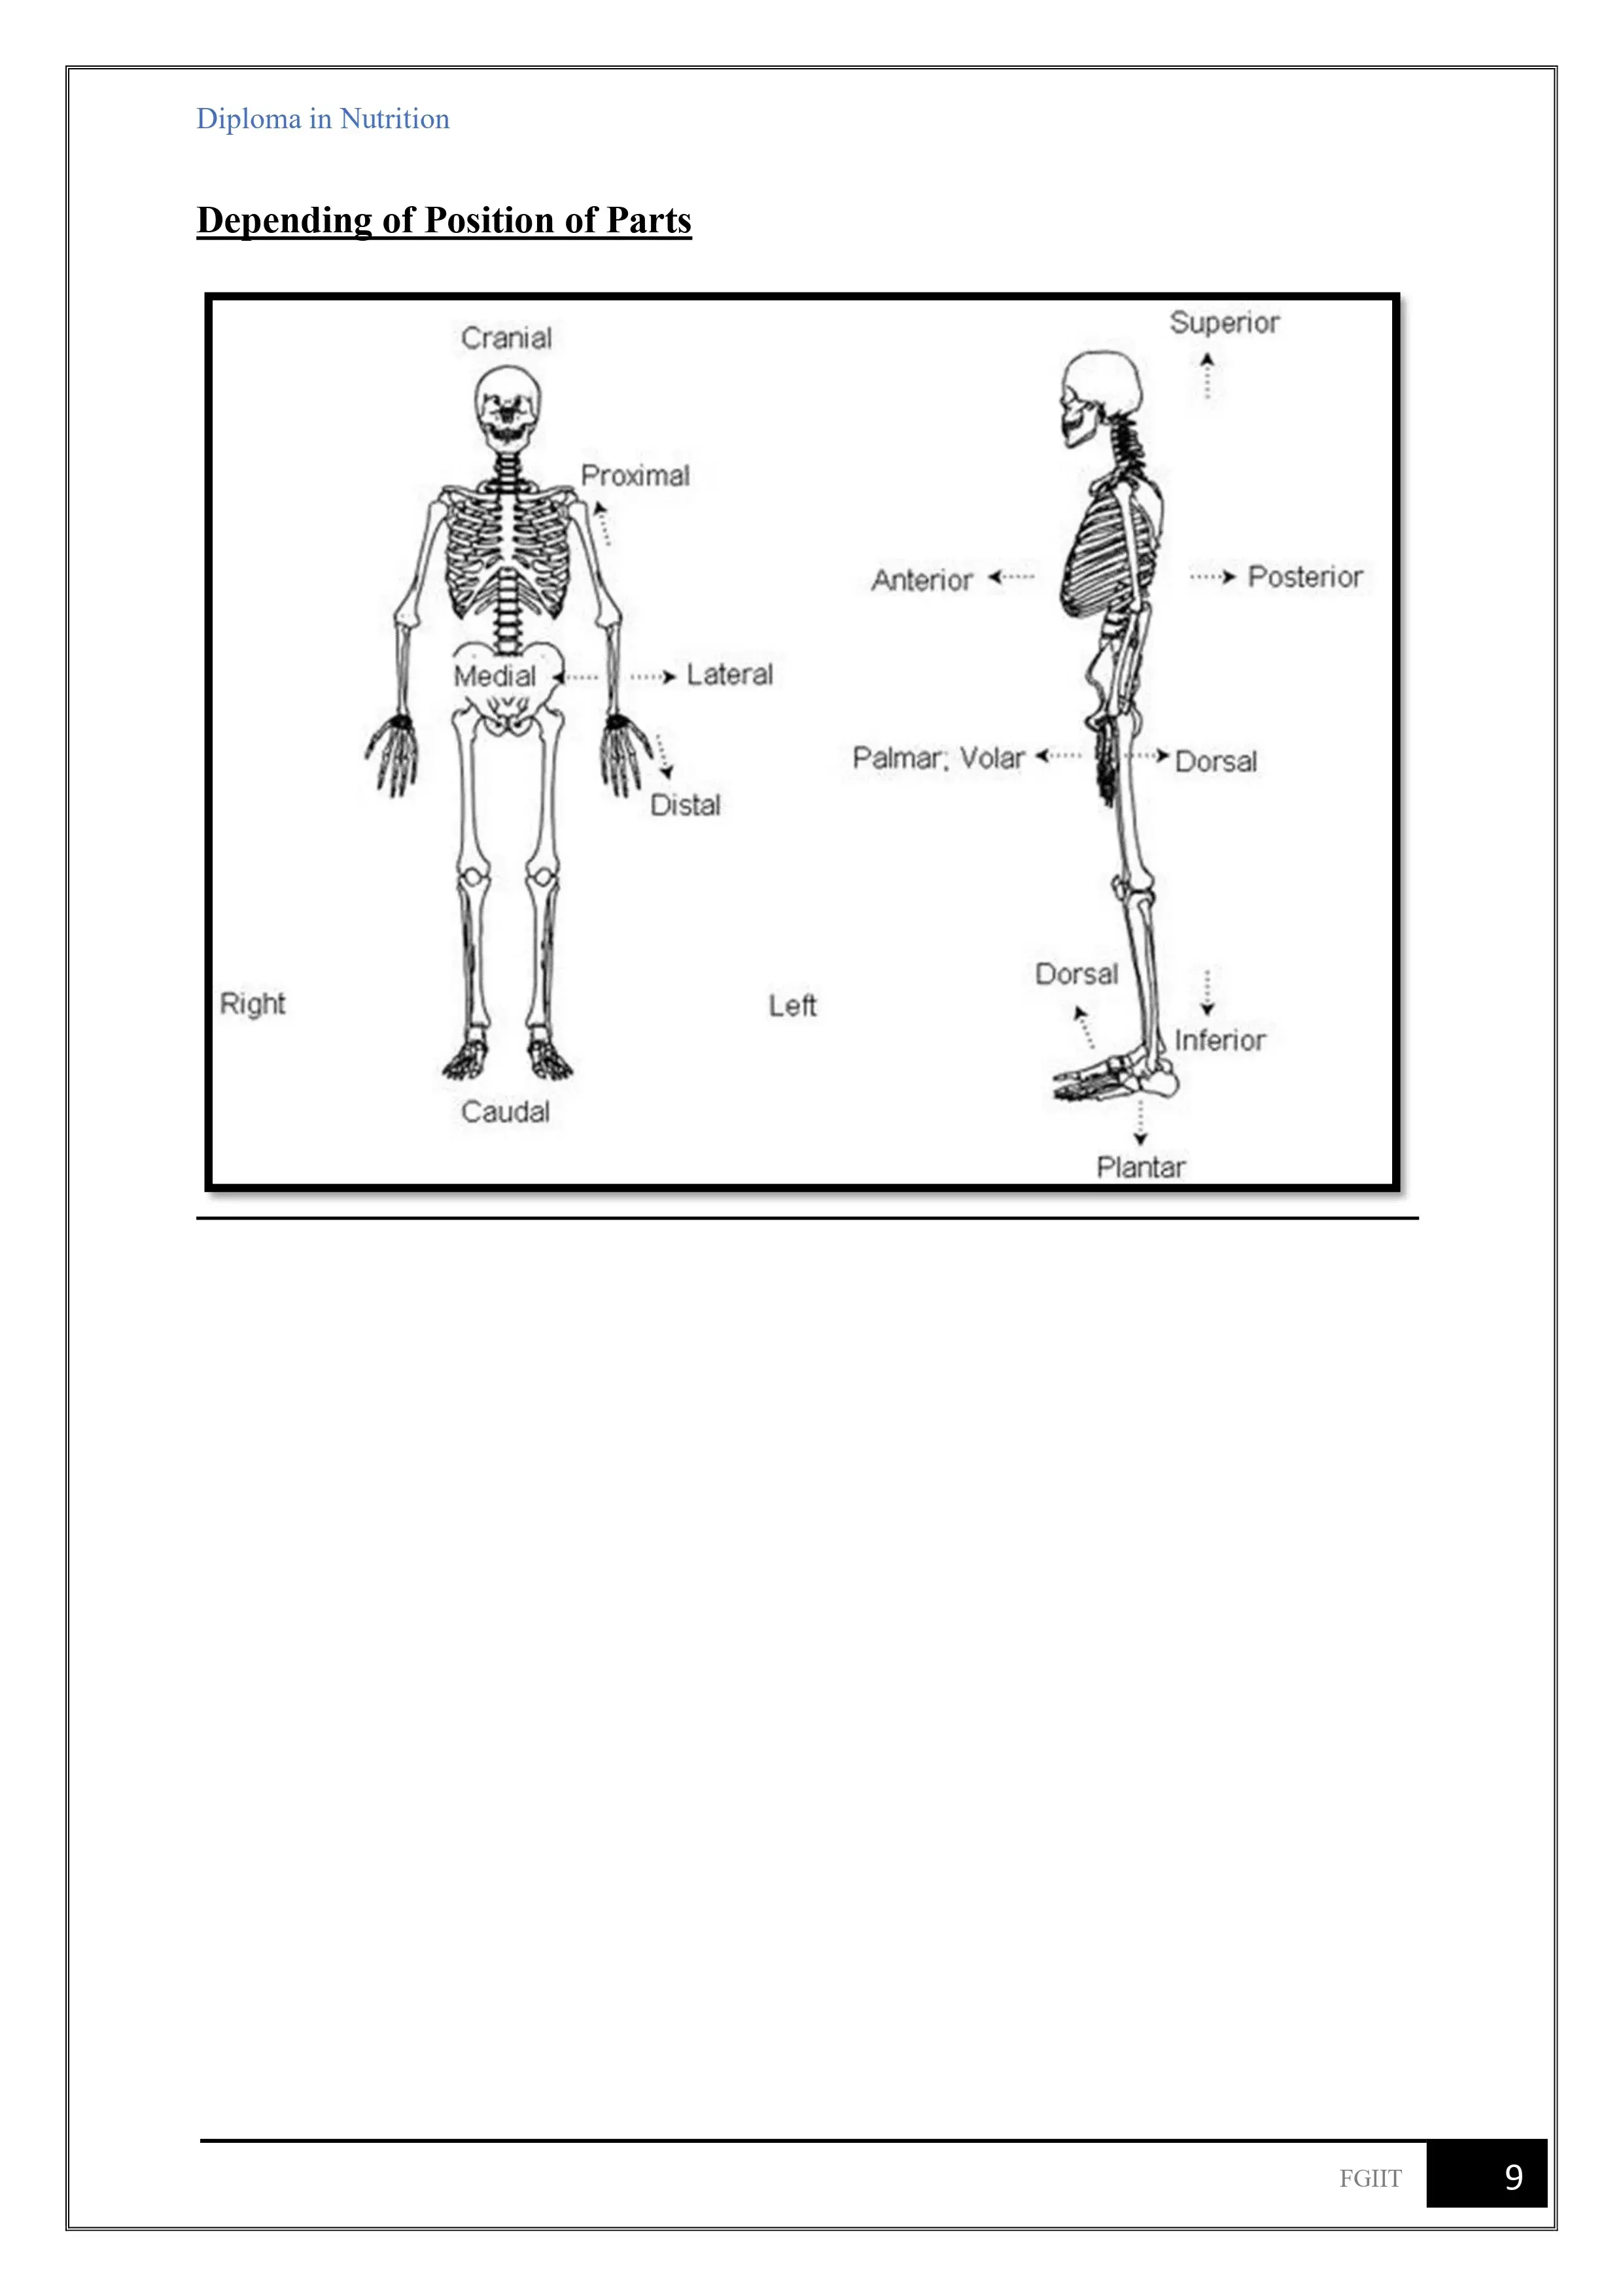 Diploma in Nutrition
Depending of Position of Parts
Cranial
Proximal
Medial
Lateral
Distal
Right
Left
Caudal
Superior
Anterior
Posterior
Palmar; Volar
Dorsal
Dorsal
Inferior
Plantar
FGIIT
9